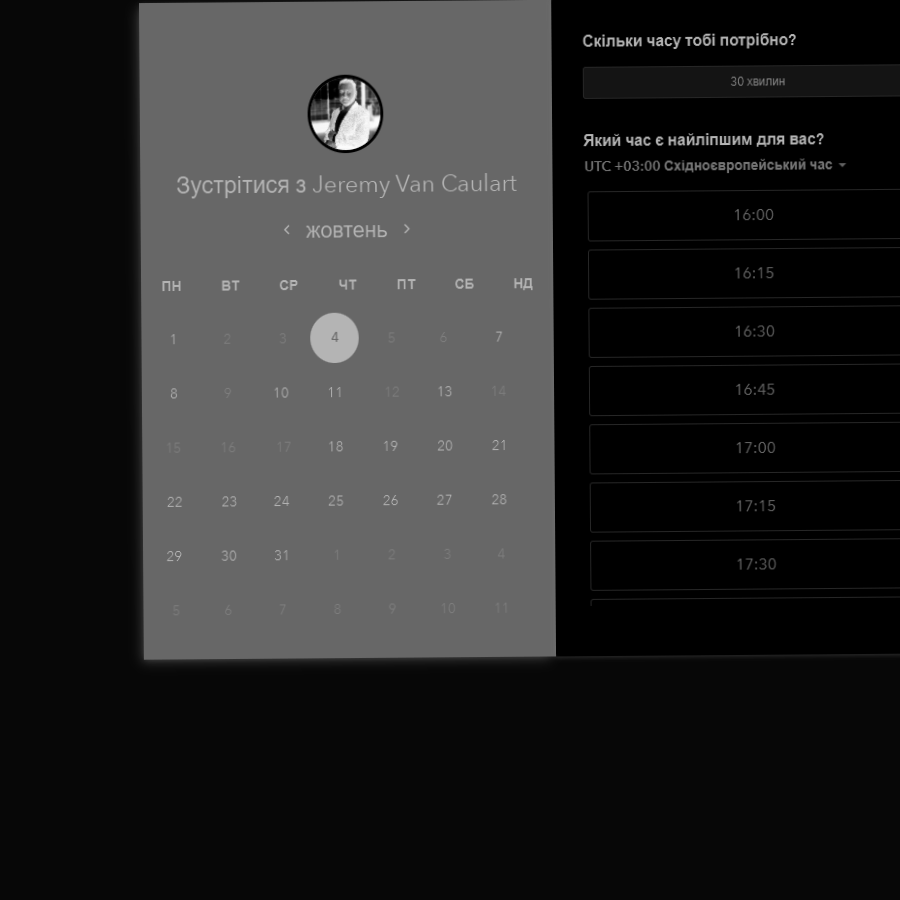 Зустрітися з Jeremy Van Caulart
жовтень
ПН ВТ СР ЧТ ПТ СБ НД
1 2 3 4 5 6 7
8 9 10 11 12 13 14
15 16 17 18 19 20 21
22 23 24 25 26 27 28
29 30 31 1 2 3 4
5 6 7 8 9 10 11
Скільки часу тобі потрібно?
30 хвилин
Який час є найліпшим для вас?
UTC +03:00 Східноєвропейський час
16:00
16:15
16:30
16:45
17:00
17:15
17:30